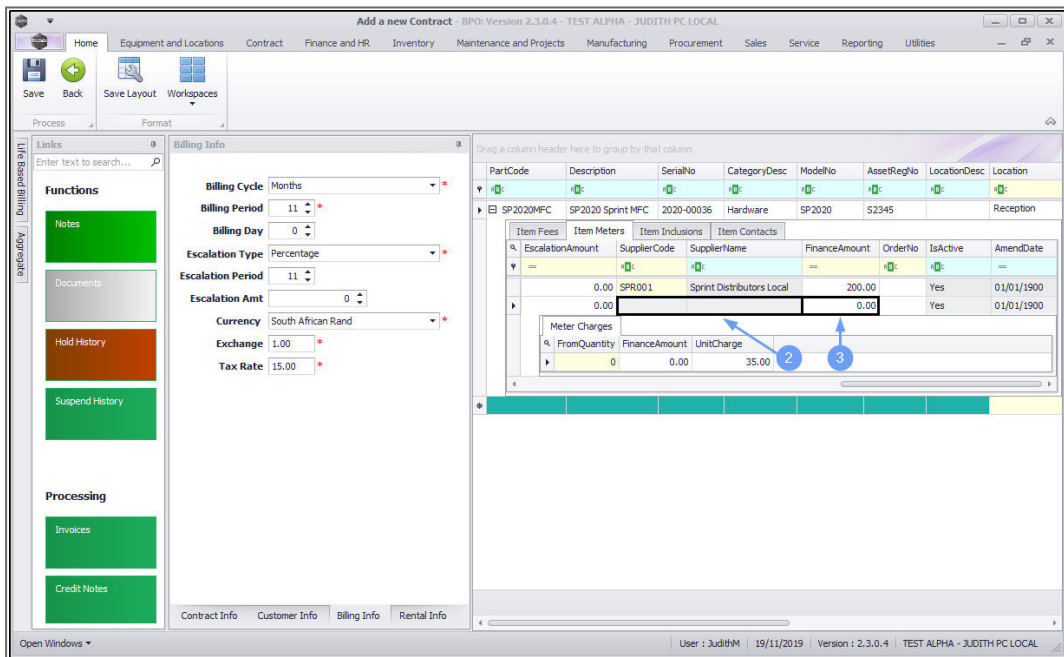 Add a new Contract - BPO: Version 2.3.0.4 - TEST ALPHA - JUDITH PC LOCAL
Home Equipment and Locations Contract Finance and HR Inventory Maintenance and Projects Manufacturing Procurement Sales Service Reporting Utilities
Save Back Save Layout Workspaces
Process Format
Life Based Billing
Aggregate
Links
Enter text to search...
Functions
Notes
Documents
Hold History
Suspend History
Processing
Invoices
Credit Notes
Billing Info
Billing Cycle Months *
Billing Period 11 *
Billing Day 0
Escalation Type Percentage *
Escalation Period 11
Escalation Amt 0
Currency South African Rand *
Exchange 1.00 *
Tax Rate 15.00 *
Contract Info Customer Info Billing Info Rental Info
Drag a column header here to group by that column
PartCode Description SerialNo CategoryDesc ModelNo AssetRegNo LocationDesc Location
SP2020MFC SP2020 Sprint MFC 2020-00036 Hardware SP2020 S2345 Reception
Item Fees Item Meters Item Indusions Item Contacts
EscalationAmount SupplierCode SupplierName FinanceAmount OrderNo IsActive AmendDate
= = =
0.00 SPR001 Sprint Distributors Local 200.00 Yes 01/01/1900
0.00 0.00 Yes 01/01/1900
Meter Charges
FromQuantity FinanceAmount UnitCharge
0 0.00 35.00
2 3
Open Windows User : JudithM 19/11/2019 Version : 2.3.0.4 TEST ALPHA - JUDITH PC LOCAL